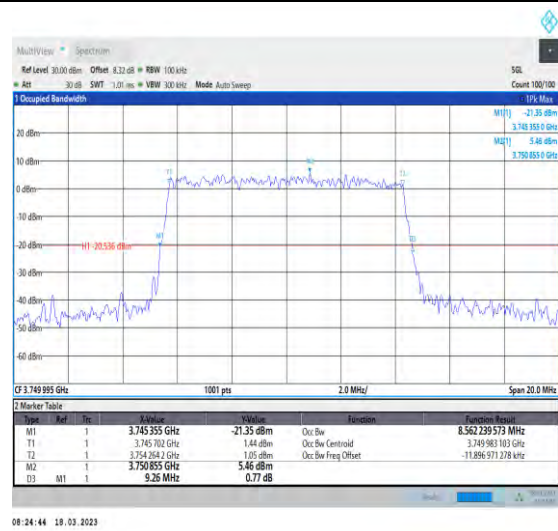 MultiView Spectrum
Ref Level 30.00 dBm Offset 8.32 dB RBW 100 kHz SGL
Att 30 dB SWT 1.01 ms VBW 300 kHz Mode Auto Sweep Count 100/100
1 Occupied Bandwidth 1Pk Max
M1[1] -21.35 dBm
3.745 355 0 GHz
M2[1] 5.46 dBm
3.750 855 0 GHz
20 dBm
10 dBm
0 dBm
-10 dBm
-20 dBm
H1 -20.536 dBm
-30 dBm
-40 dBm
-50 dBm
-60 dBm
M1
T1
M2
T2
D3
CF 3.749 995 GHz 1001 pts 2.0 MHz/ Span 20.0 MHz
2 Marker Table
Type Ref Trc X-Value Y-Value Function Function Result
M1 1 3.745 355 GHz -21.35 dBm Occ Bw 8.562 239 573 MHz
T1 1 3.745 702 GHz 1.44 dBm Occ Bw Centroid 3.749 983 103 GHz
T2 1 3.754 264 2 GHz 1.05 dBm Occ Bw Freq Offset -11.896 971 278 kHz
M2 1 3.750 855 GHz 5.46 dBm
D3 M1 1 9.26 MHz 0.77 dB
Ready
08:24:44 18.03.2023